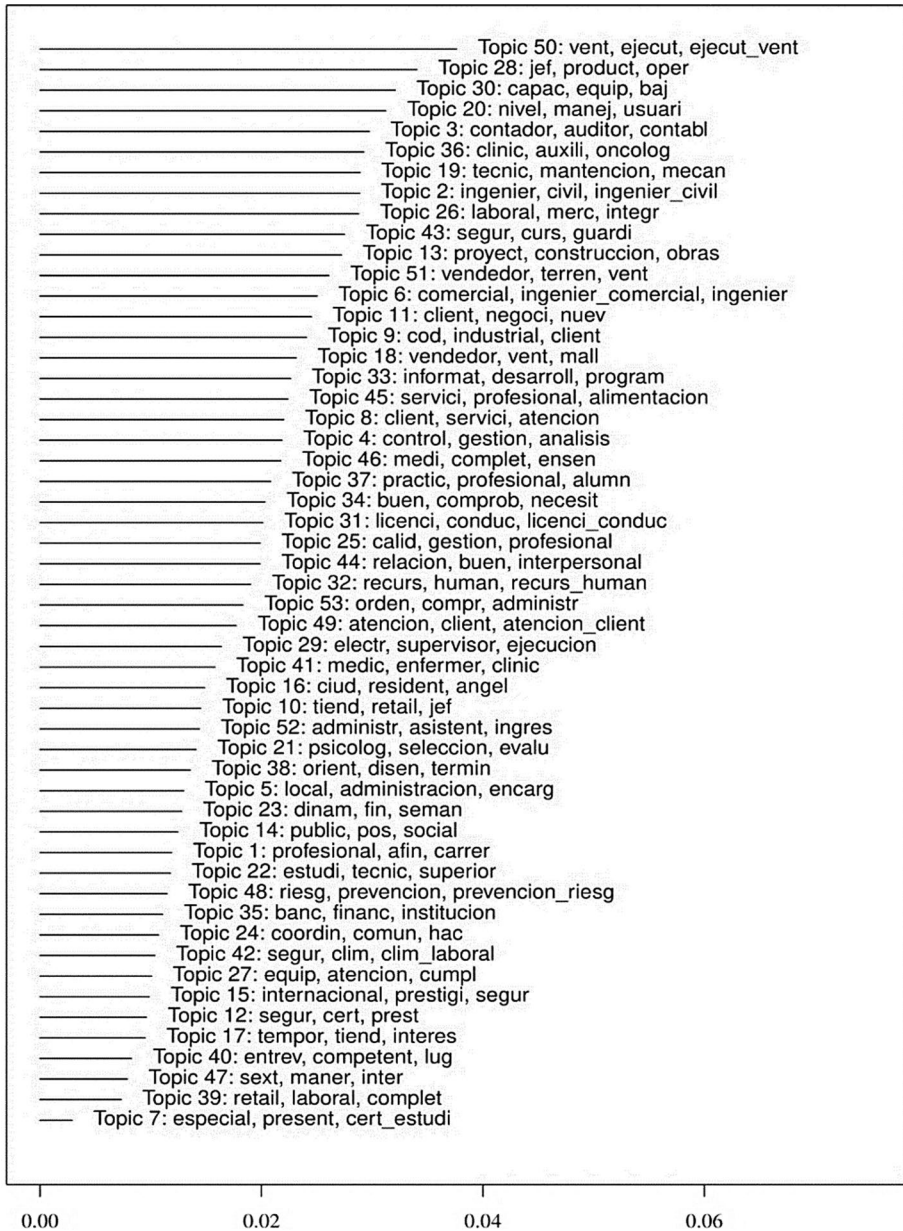 Topic 50: vent, ejecut, ejecut_vent
Topic 28: jef, product, oper
Topic 30: capac, equip, baj
Topic 20: nivel, manej, usuari
Topic 3: contador, auditor, contabl
Topic 36: clinic, auxili, oncolog
Topic 19: tecnic, mantencion, mecan
Topic 2: ingenier, civil, ingenier_civil
Topic 26: laboral, merc, integr
Topic 43: segur, curs, guardi
Topic 13: proyect, construccion, obras
Topic 51: vendedor, terren, vent
Topic 6: comercial, ingenier_comercial, ingenier
Topic 11: client, negoci, nuev
Topic 9: cod, industrial, client
Topic 18: vendedor, vent, mall
Topic 33: informat, desarroll, program
Topic 45: servici, profesional, alimentacion
Topic 8: client, servici, atencion
Topic 4: control, gestion, analisis
Topic 46: medi, complet, ensen
Topic 37: practic, profesional, alumn
Topic 34: buen, comprob, necesit
Topic 31: licenci, conduc, licenci_conduc
Topic 25: calid, gestion, profesional
Topic 44: relacion, buen, interpersonal
Topic 32: recurs, human, recurs_human
Topic 53: orden, compr, administr
Topic 49: atencion, client, atencion_client
Topic 29: electr, supervisor, ejecucion
Topic 41: medic, enfermer, clinic
Topic 16: ciud, resident, angel
Topic 10: tiend, retail, jef
Topic 52: administr, asistent, ingres
Topic 21: psicolog, seleccion, evalu
Topic 38: orient, disen, termin
Topic 5: local, administracion, encarg
Topic 23: dinam, fin, seman
Topic 14: public, pos, social
Topic 1: profesional, afin, carrer
Topic 22: estudi, tecnic, superior
Topic 48: riesg, prevencion, prevencion_riesg
Topic 35: banc, financ, institucion
Topic 24: coordin, comun, hac
Topic 42: segur, clim, clim_laboral
Topic 27: equip, atencion, cumpl
Topic 15: internacional, prestigi, segur
Topic 12: segur, cert, prest
Topic 17: tempor, tiend, interes
Topic 40: entrev, competent, lug
Topic 47: sext, maner, inter
Topic 39: retail, laboral, complet
Topic 7: especial, present, cert_estudi
0.00 0.02 0.04 0.06